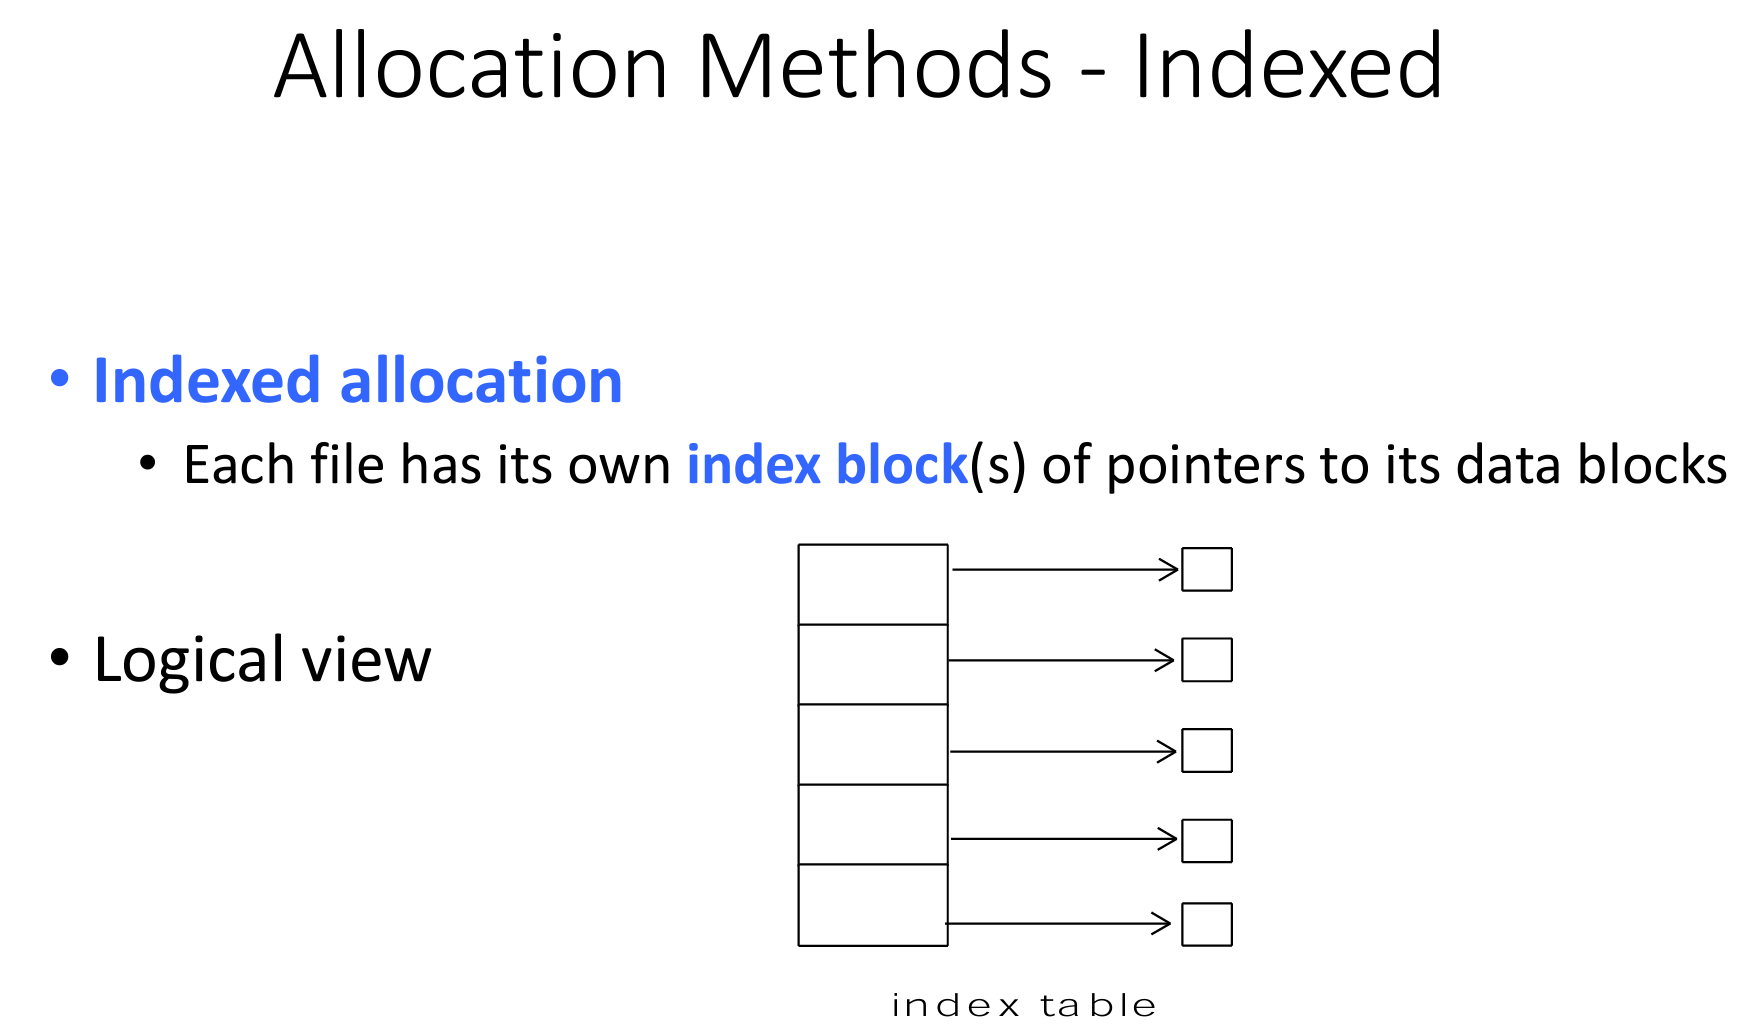 Allocation Methods - Indexed
• Indexed allocation
• Each file has its own index block(s) of pointers to its data blocks
• Logical view
index table